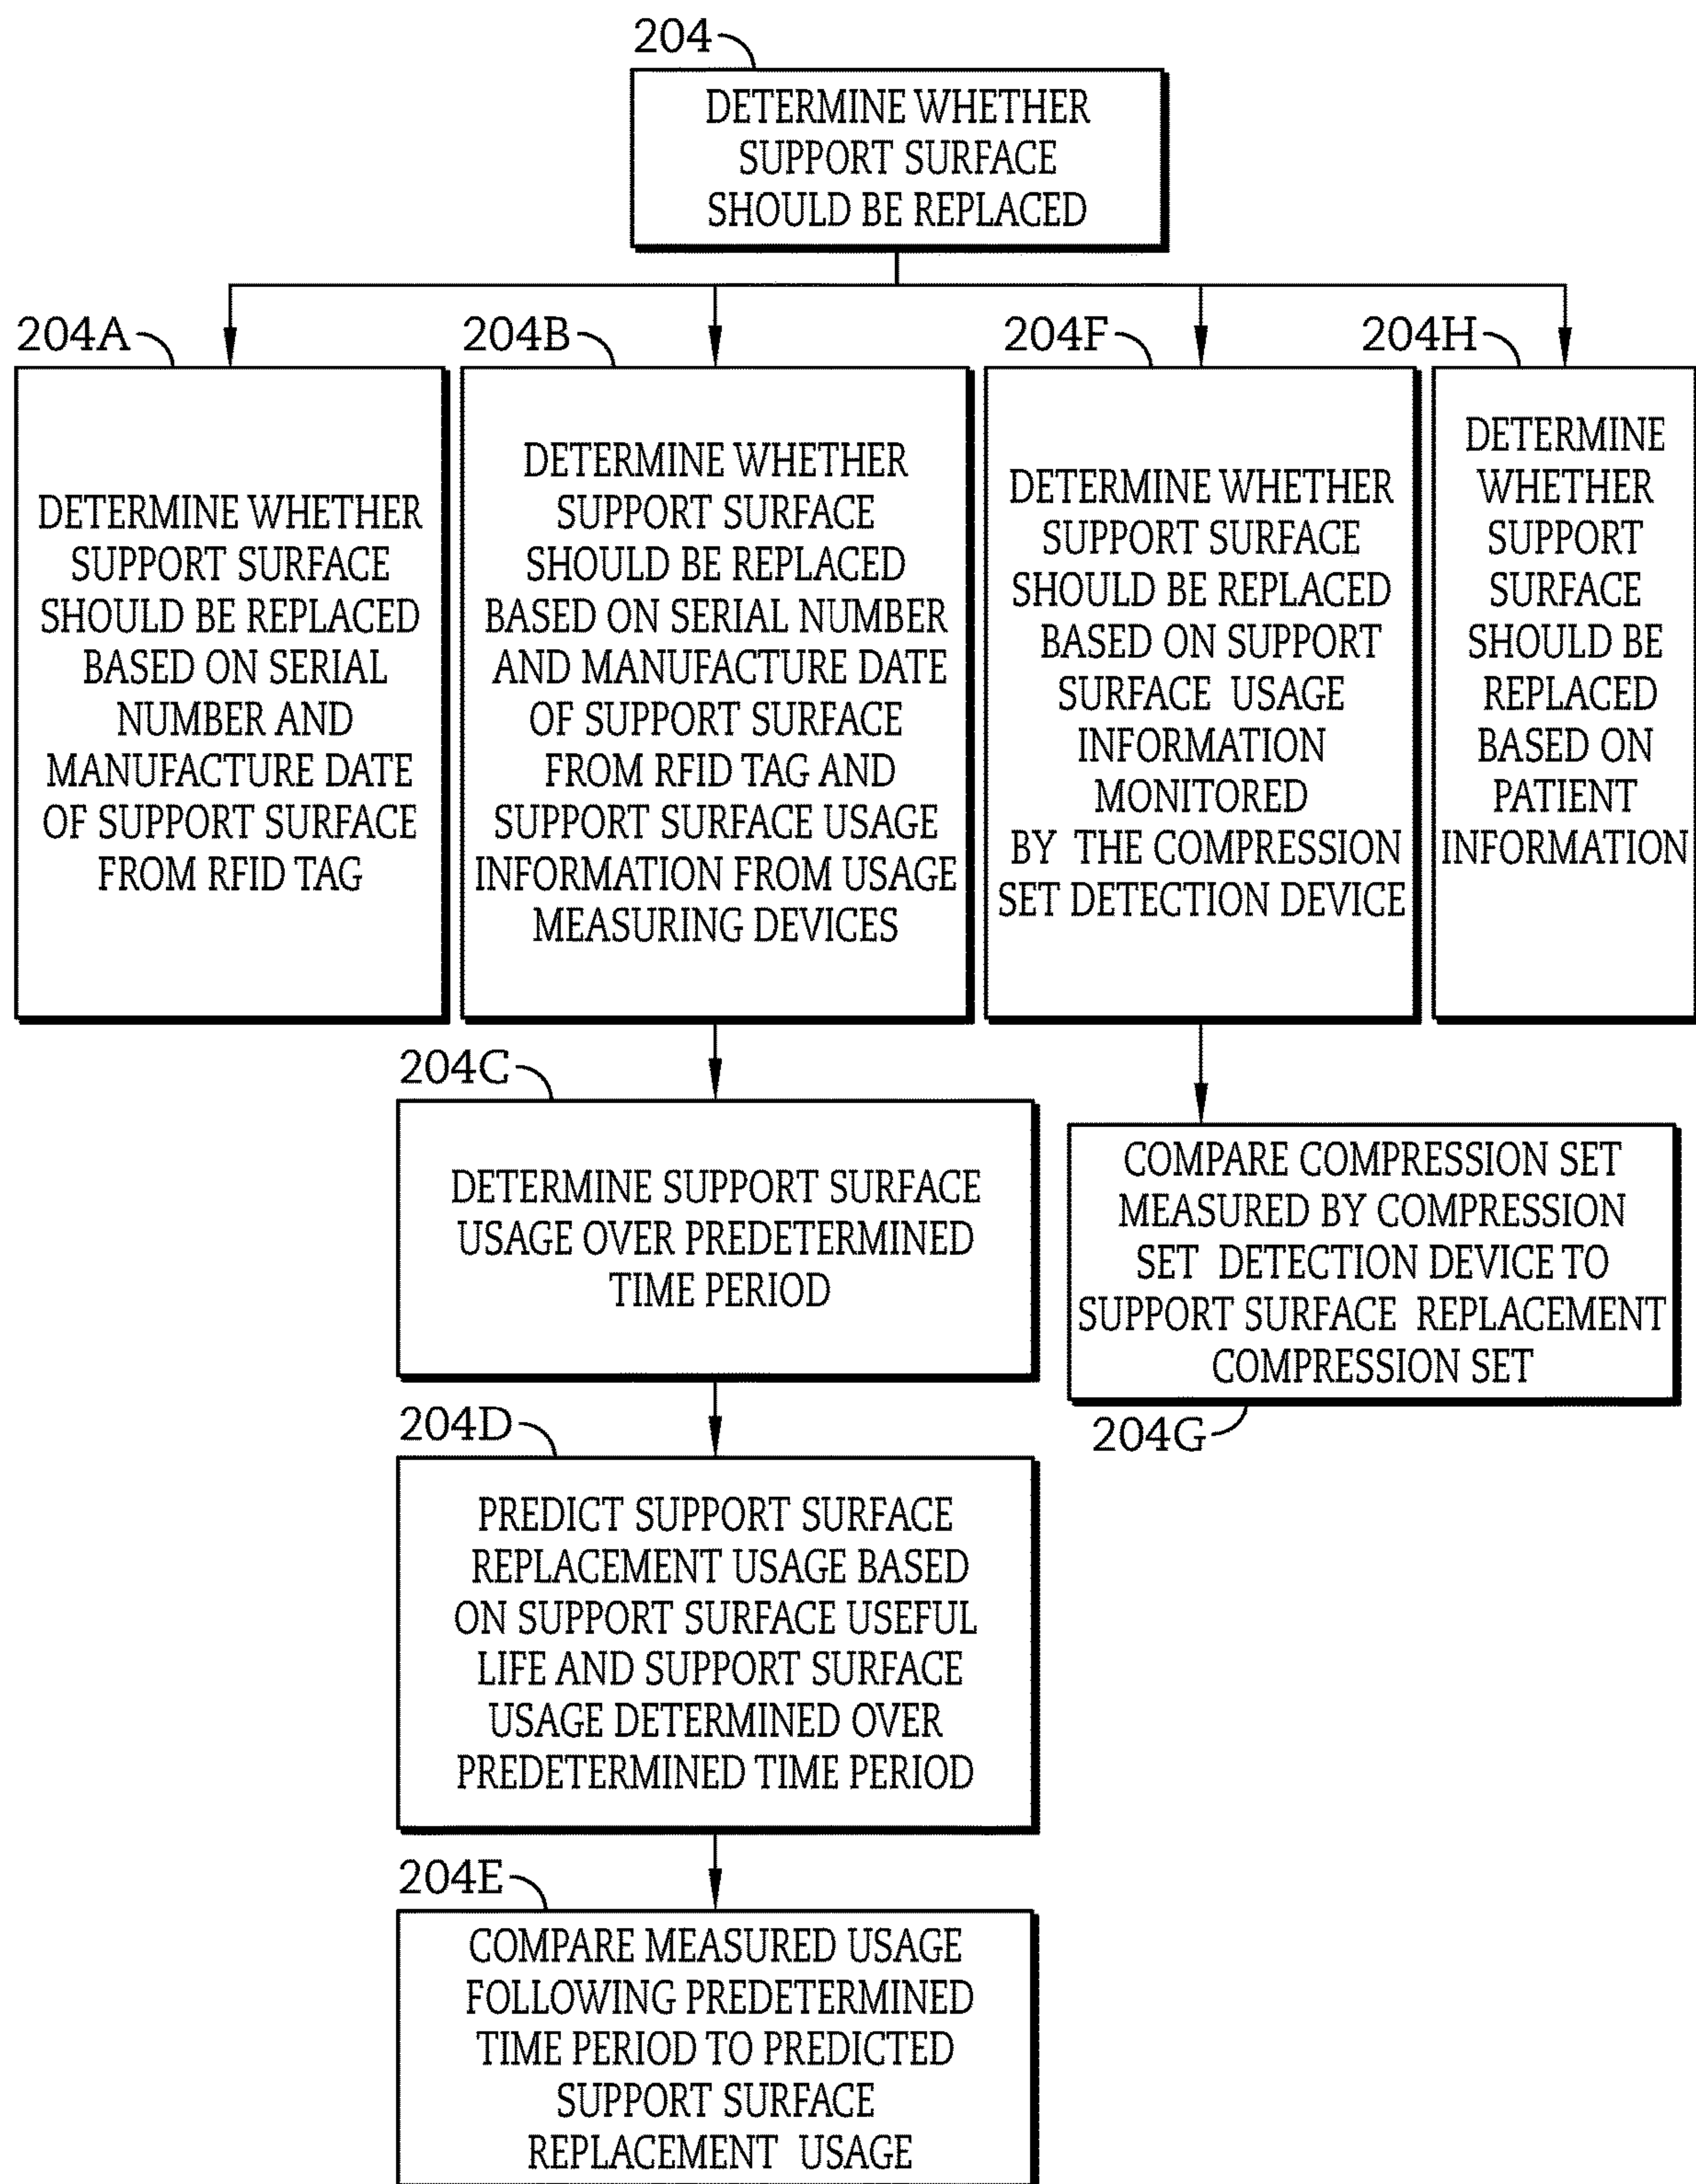 204
DETERMINE WHETHER
SUPPORT SURFACE
SHOULD BE REPLACED
204A
DETERMINE WHETHER
SUPPORT SURFACE
SHOULD BE REPLACED
BASED ON SERIAL
NUMBER AND
MANUFACTURE DATE
OF SUPPORT SURFACE
FROM RFID TAG
204B
DETERMINE WHETHER
SUPPORT SURFACE
SHOULD BE REPLACED
BASED ON SERIAL NUMBER
AND MANUFACTURE DATE
OF SUPPORT SURFACE
FROM RFID TAG AND
SUPPORT SURFACE USAGE
INFORMATION FROM USAGE
MEASURING DEVICES
204F
DETERMINE WHETHER
SUPPORT SURFACE
SHOULD BE REPLACED
BASED ON SUPPORT
SURFACE USAGE
INFORMATION
MONITORED
BY THE COMPRESSION
SET DETECTION DEVICE
204H
DETERMINE
WHETHER
SUPPORT
SURFACE
SHOULD BE
REPLACED
BASED ON
PATIENT
INFORMATION
204C
DETERMINE SUPPORT SURFACE
USAGE OVER PREDETERMINED
TIME PERIOD
204D
PREDICT SUPPORT SURFACE
REPLACEMENT USAGE BASED
ON SUPPORT SURFACE USEFUL
LIFE AND SUPPORT SURFACE
USAGE DETERMINED OVER
PREDETERMINED TIME PERIOD
204E
COMPARE MEASURED USAGE
FOLLOWING PREDETERMINED
TIME PERIOD TO PREDICTED
SUPPORT SURFACE
REPLACEMENT USAGE
COMPARE COMPRESSION SET
MEASURED BY COMPRESSION
SET DETECTION DEVICE TO
SUPPORT SURFACE REPLACEMENT
COMPRESSION SET
204G